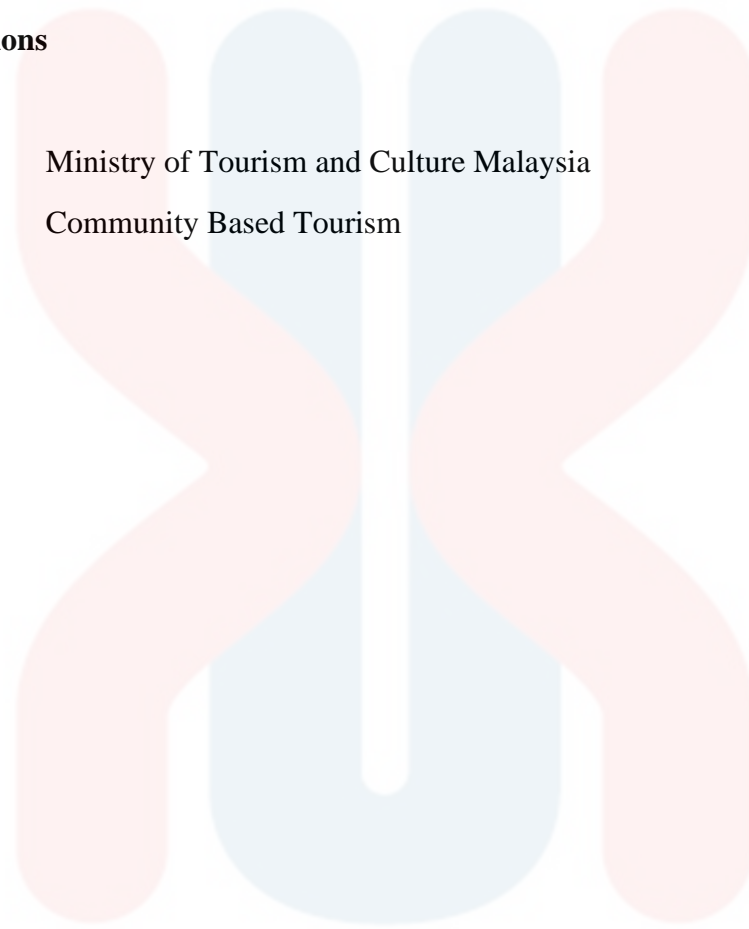 ons
Ministry of Tourism and Culture Malaysia
Community Based Tourism